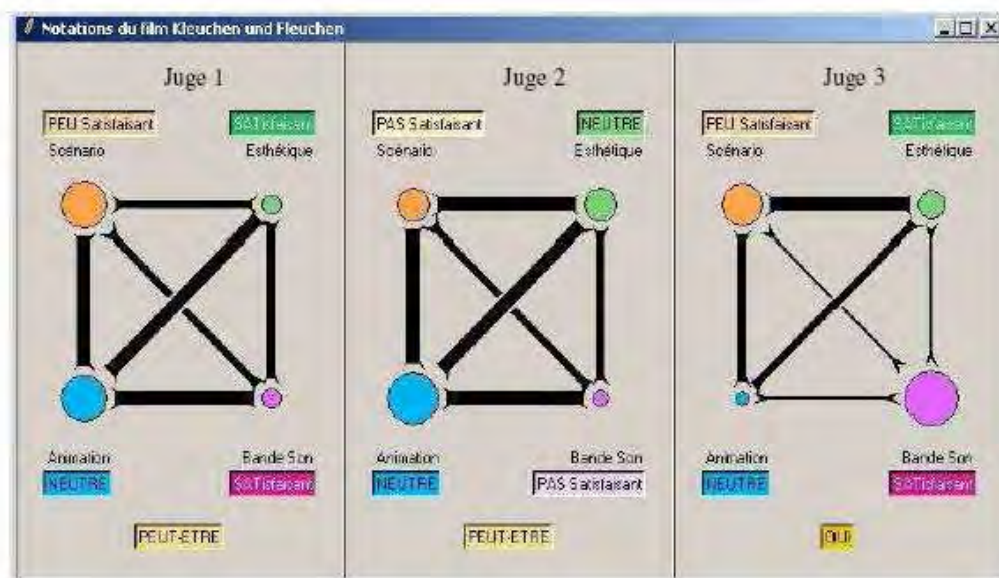 Notations du film Kleuchen und Fleuchen
Juge 1
PEU Satisfaisant SATisfaisant
Scénario Esthétique
Animation Bande Son
NEUTRE SATisfaisant
PEUT-ETRE
Juge 2
PAS Satisfaisant NEUTRE
Scénario Esthétique
Animation Bande Son
NEUTRE PAS Satisfaisant
PEUT-ETRE
Juge 3
PEU Satisfaisant SATisfaisant
Scénario Esthétique
Animation Bande Son
NEUTRE SATisfaisant
OUI